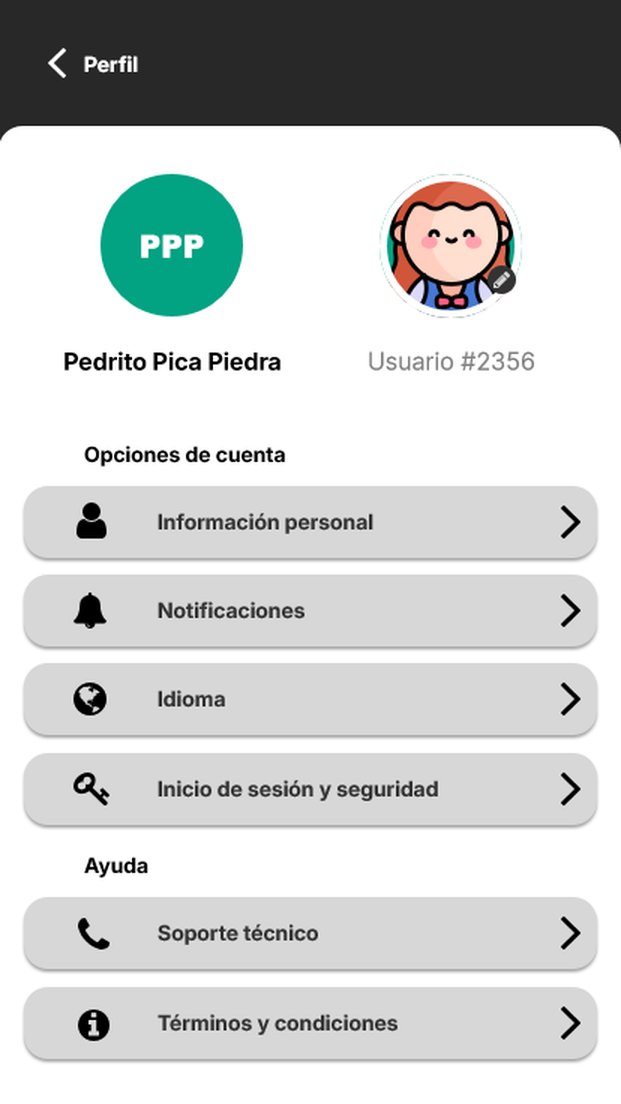 Perfil
PPP
Pedrito Pica Piedra
Usuario #2356
Opciones de cuenta
Información personal
Notificaciones
Idioma
Inicio de sesión y seguridad
Ayuda
Soporte técnico
Términos y condiciones